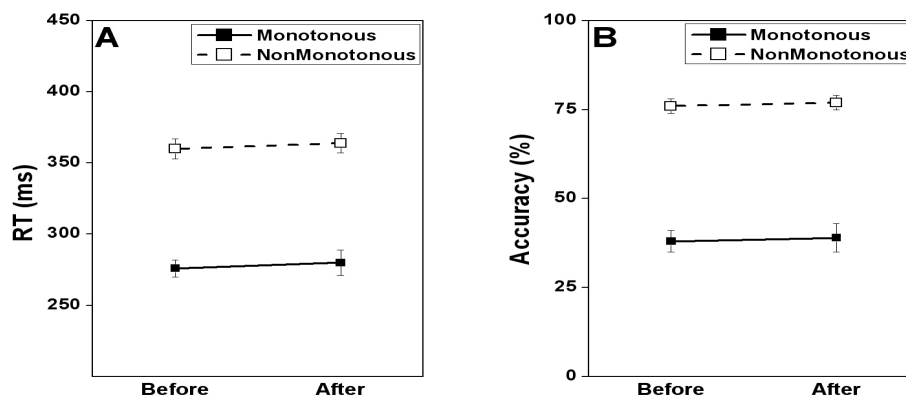 A
Monotonous
NonMonotonous
450
400
350
300
250
RT (ms)
Before
After
B
Monotonous
NonMonotonous
100
75
50
25
0
Accuracy (%)
Before
After